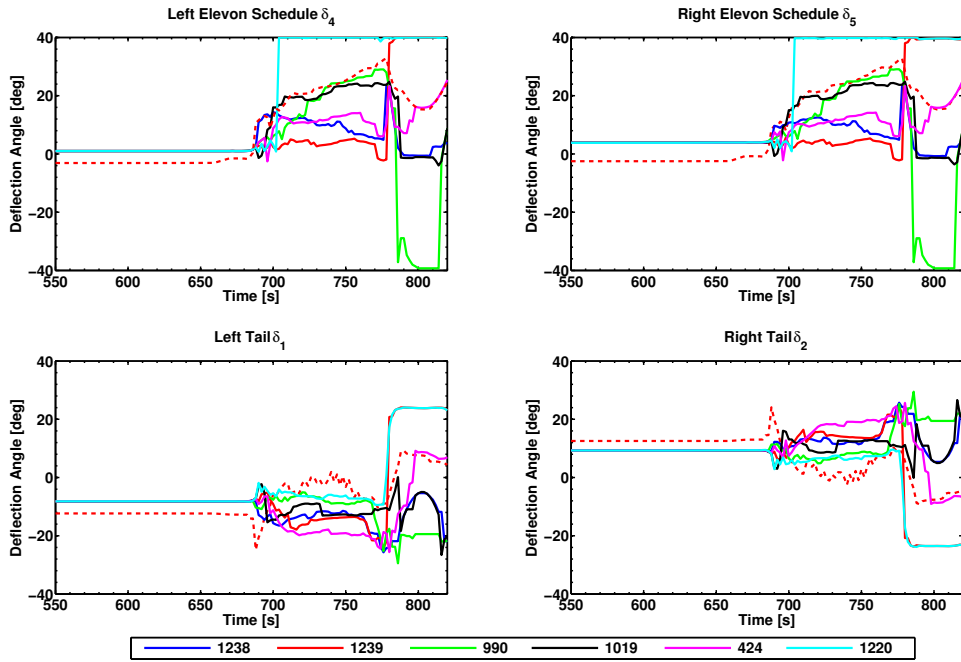 Left Elevon Schedule δ4
Deflection Angle [deg]
40
20
0
−20
−40
550 600 650 700 750 800
Time [s]
Right Elevon Schedule δ5
Deflection Angle [deg]
40
20
0
−20
−40
550 600 650 700 750 800
Time [s]
Left Tail δ1
Deflection Angle [deg]
40
20
0
−20
−40
550 600 650 700 750 800
Time [s]
Right Tail δ2
Deflection Angle [deg]
40
20
0
−20
−40
550 600 650 700 750 800
Time [s]
1238 1239 990 1019 424 1220